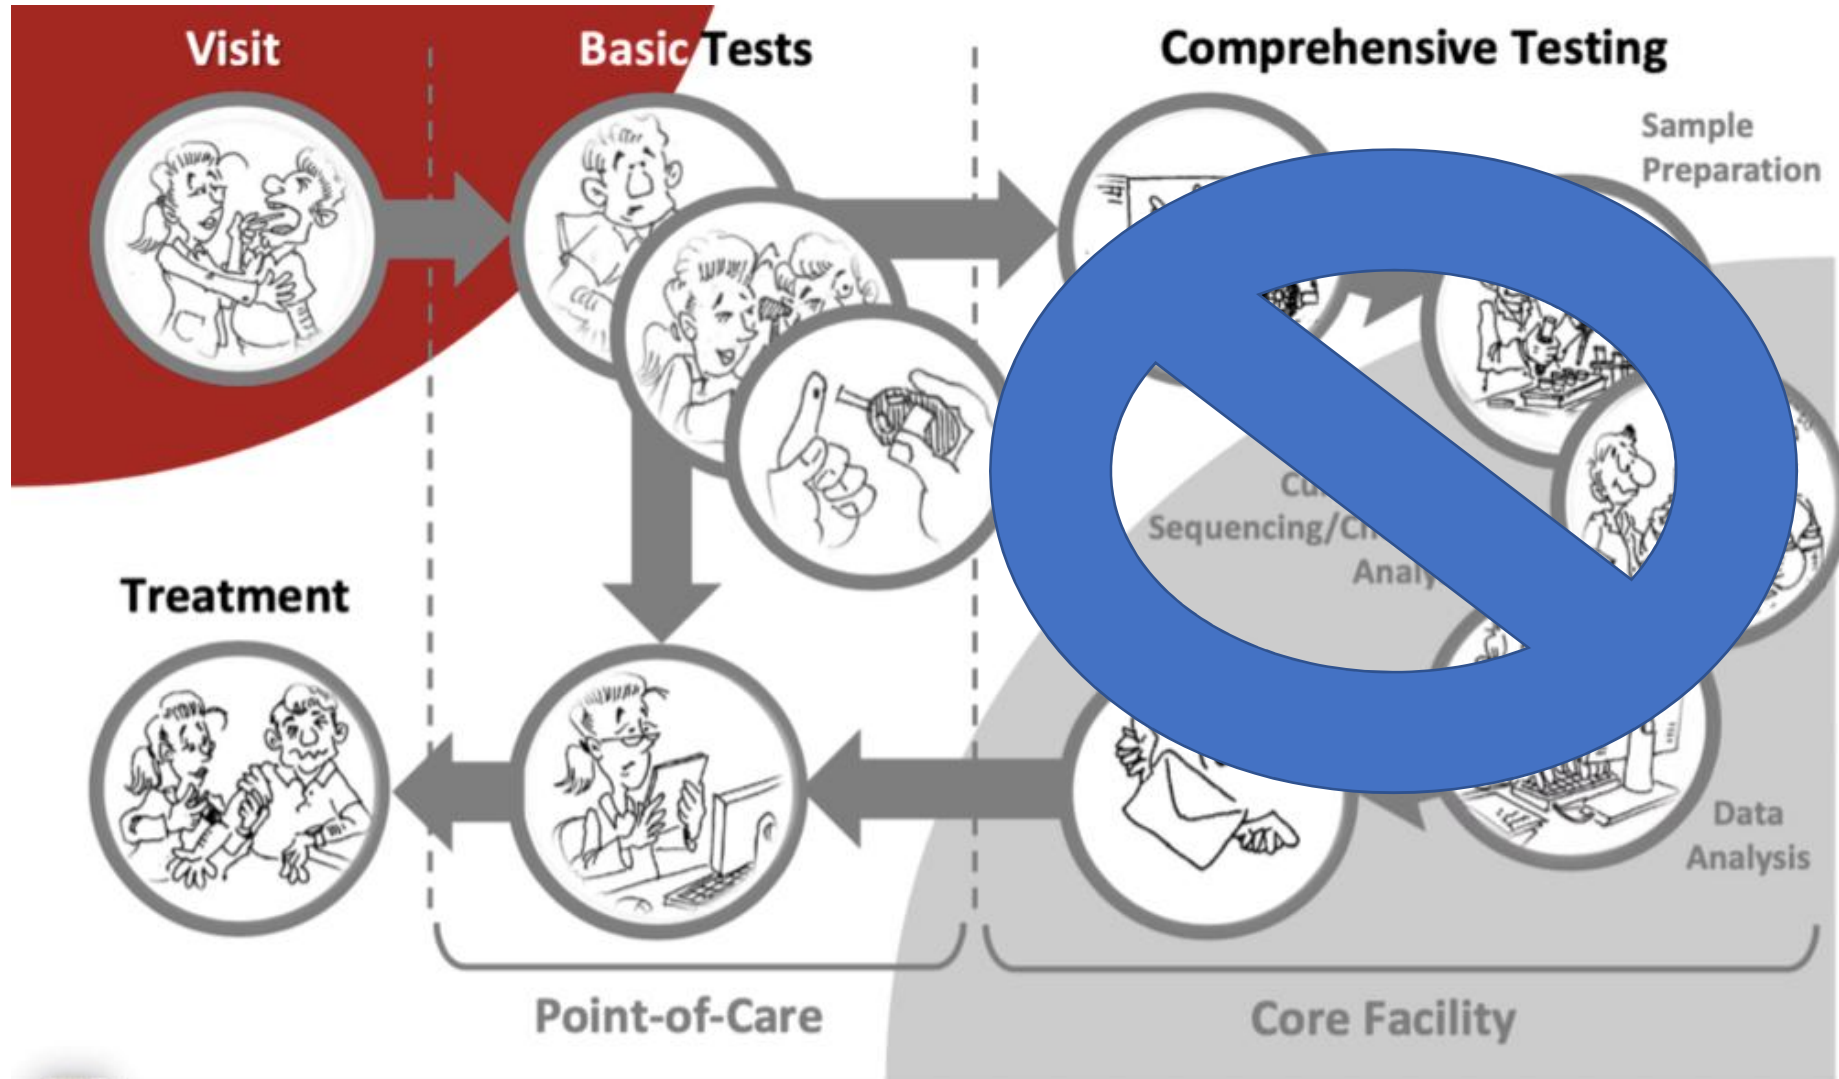 Visit
Basic Tests
Comprehensive Testing
Sample
Preparation
Sequencing/
Treatment
Data
Analysis
Point-of-Care
Core Facility